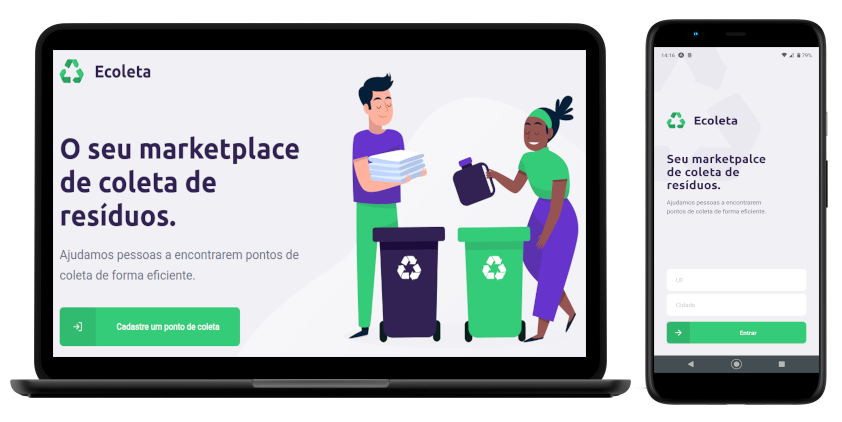 Ecoleta
O seu marketplace
de coleta de
resíduos.
Ajudamos pessoas a encontrarem pontos de
coleta de forma eficiente.
Cadastre um ponto de coleta
14:16
79%
Ecoleta
Seu marketpalce
de coleta de
resíduos.
Ajudamos pessoas a encontrarem
pontos de coleta de forma eficiente.
UF
Cidade
Entrar